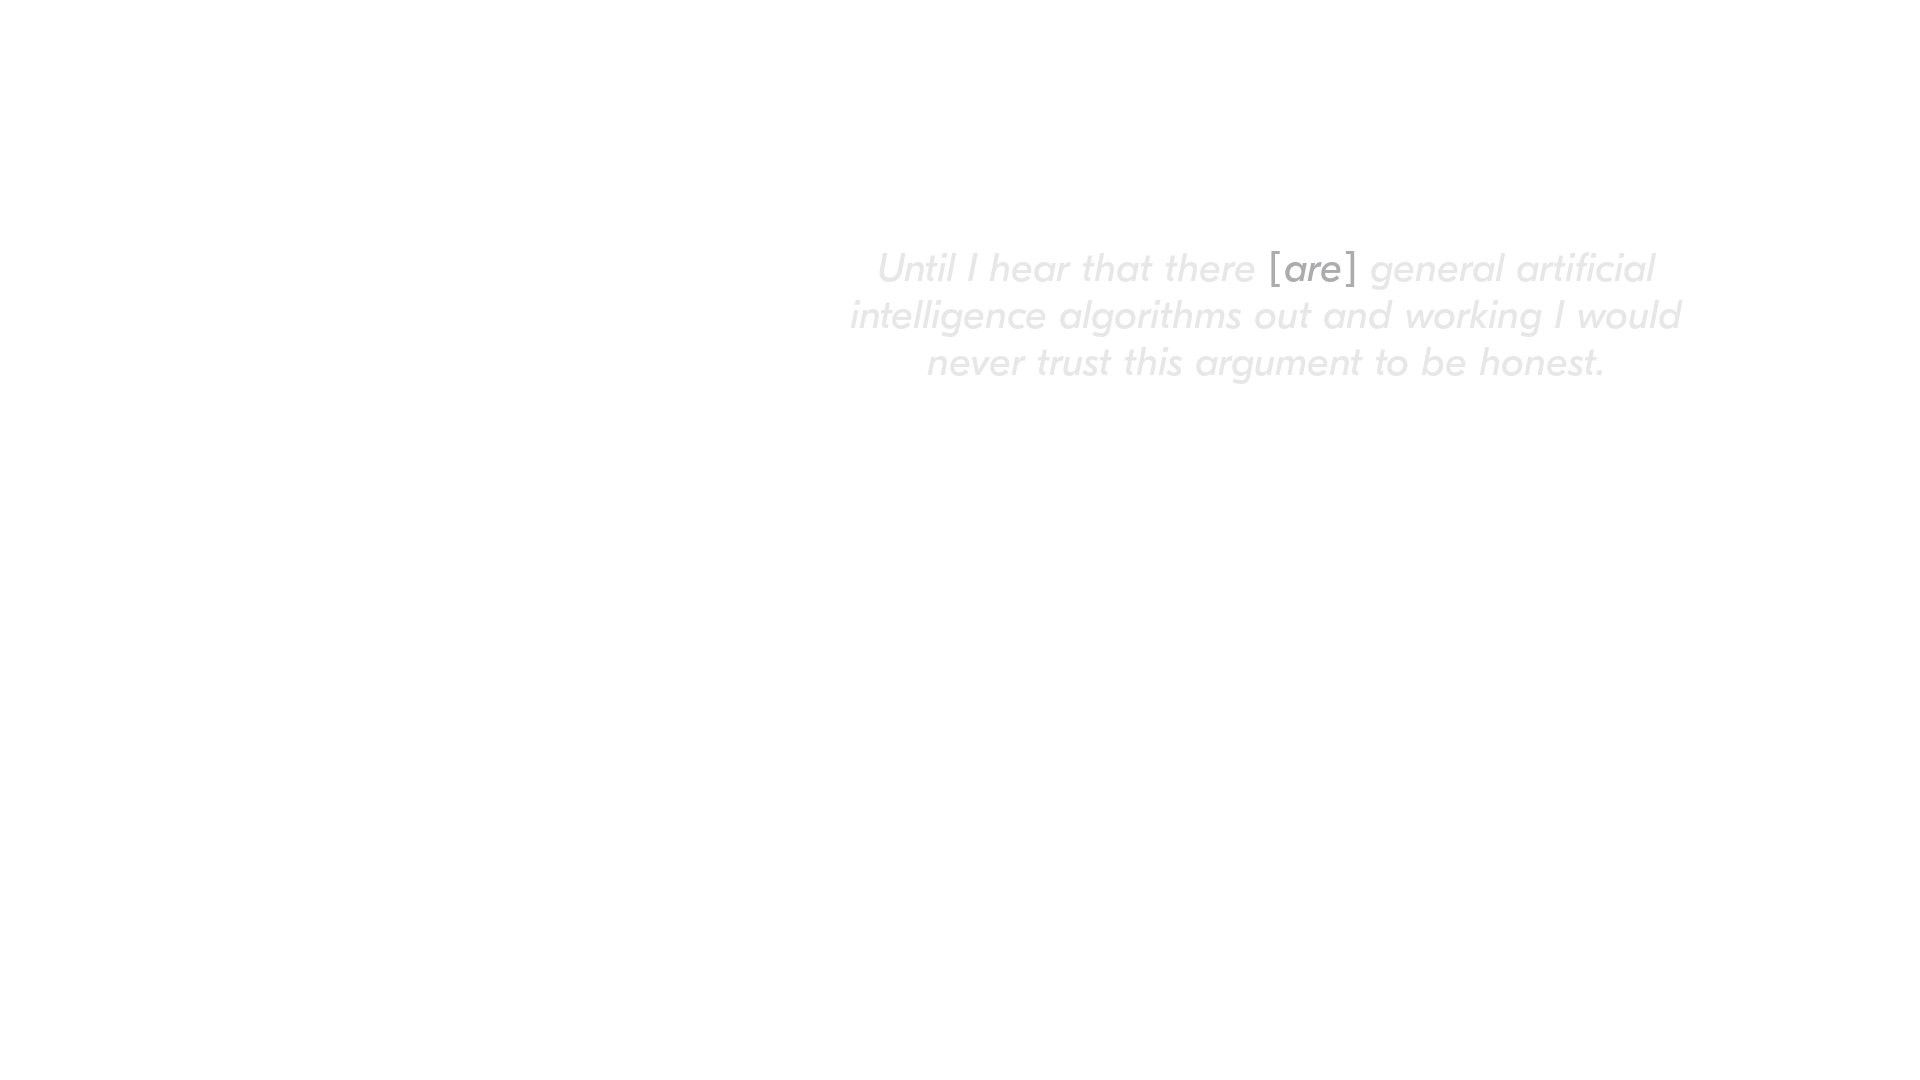 Until I hear that there [are] general artificial
intelligence algorithms out and working I would
never trust this argument to be honest.